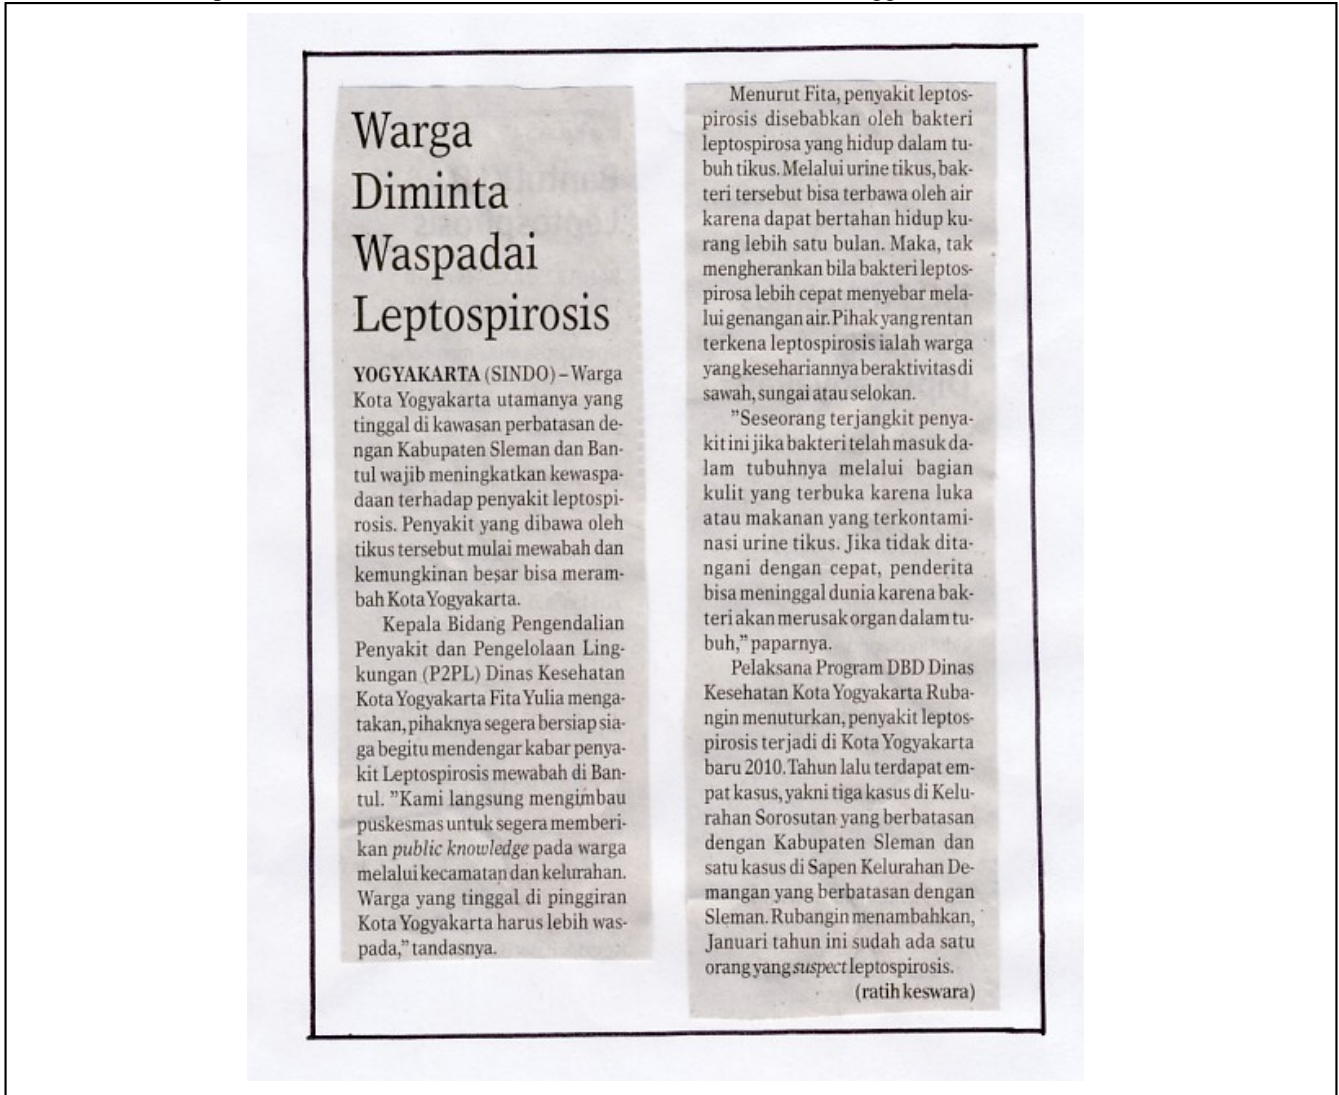 Warga
Diminta
Waspadai
Leptospirosis
YOGYAKARTA (SINDO) – Warga
Kota Yogyakarta utamanya yang
tinggal di kawasan perbatasan de-
ngan Kabupaten Sleman dan Ban-
tul wajib meningkatkan kewaspa-
daan terhadap penyakit leptospi-
rosis. Penyakit yang dibawa oleh
tikus tersebut mulai mewabah dan
kemungkinan besar bisa meram-
bah Kota Yogyakarta.
Kepala Bidang Pengendalian
Penyakit dan Pengelolaan Ling-
kungan (P2PL) Dinas Kesehatan
Kota Yogyakarta Fita Yulia menga-
takan, pihaknya segera bersiap sia-
ga begitu mendengar kabar penya-
kit Leptospirosis mewabah di Ban-
tul. ”Kami langsung mengimbau
puskesmas untuk segera memberi-
kan public knowledge pada warga
melalui kecamatan dan kelurahan.
Warga yang tinggal di pinggiran
Kota Yogyakarta harus lebih was-
pada,” tandasnya.
Menurut Fita, penyakit leptos-
pirosis disebabkan oleh bakteri
leptospirosa yang hidup dalam tu-
buh tikus. Melalui urine tikus, bak-
teri tersebut bisa terbawa oleh air
karena dapat bertahan hidup ku-
rang lebih satu bulan. Maka, tak
mengherankan bila bakteri leptos-
pirosa lebih cepat menyebar mela-
lui genangan air. Pihak yang rentan
terkena leptospirosis ialah warga
yang kesehariannya beraktivitas di
sawah, sungai atau selokan.
”Seseorang terjangkit penya-
kit ini jika bakteri telah masuk da-
lam tubuhnya melalui bagian
kulit yang terbuka karena luka
atau makanan yang terkontami-
nasi urine tikus. Jika tidak dita-
ngani dengan cepat, penderita
bisa meninggal dunia karena bak-
teri akan merusak organ dalam tu-
buh,” paparnya.
Pelaksana Program DBD Dinas
Kesehatan Kota Yogyakarta Ruba-
ngin menuturkan, penyakit leptos-
pirosis terjadi di Kota Yogyakarta
baru 2010. Tahun lalu terdapat em-
pat kasus, yakni tiga kasus di Kelu-
rahan Sorosutan yang berbatasan
dengan Kabupaten Sleman dan
satu kasus di Sapen Kelurahan De-
mangan yang berbatasan dengan
Sleman. Rubangin menambahkan,
Januari tahun ini sudah ada satu
orang yang suspect leptospirosis.
(ratih keswara)